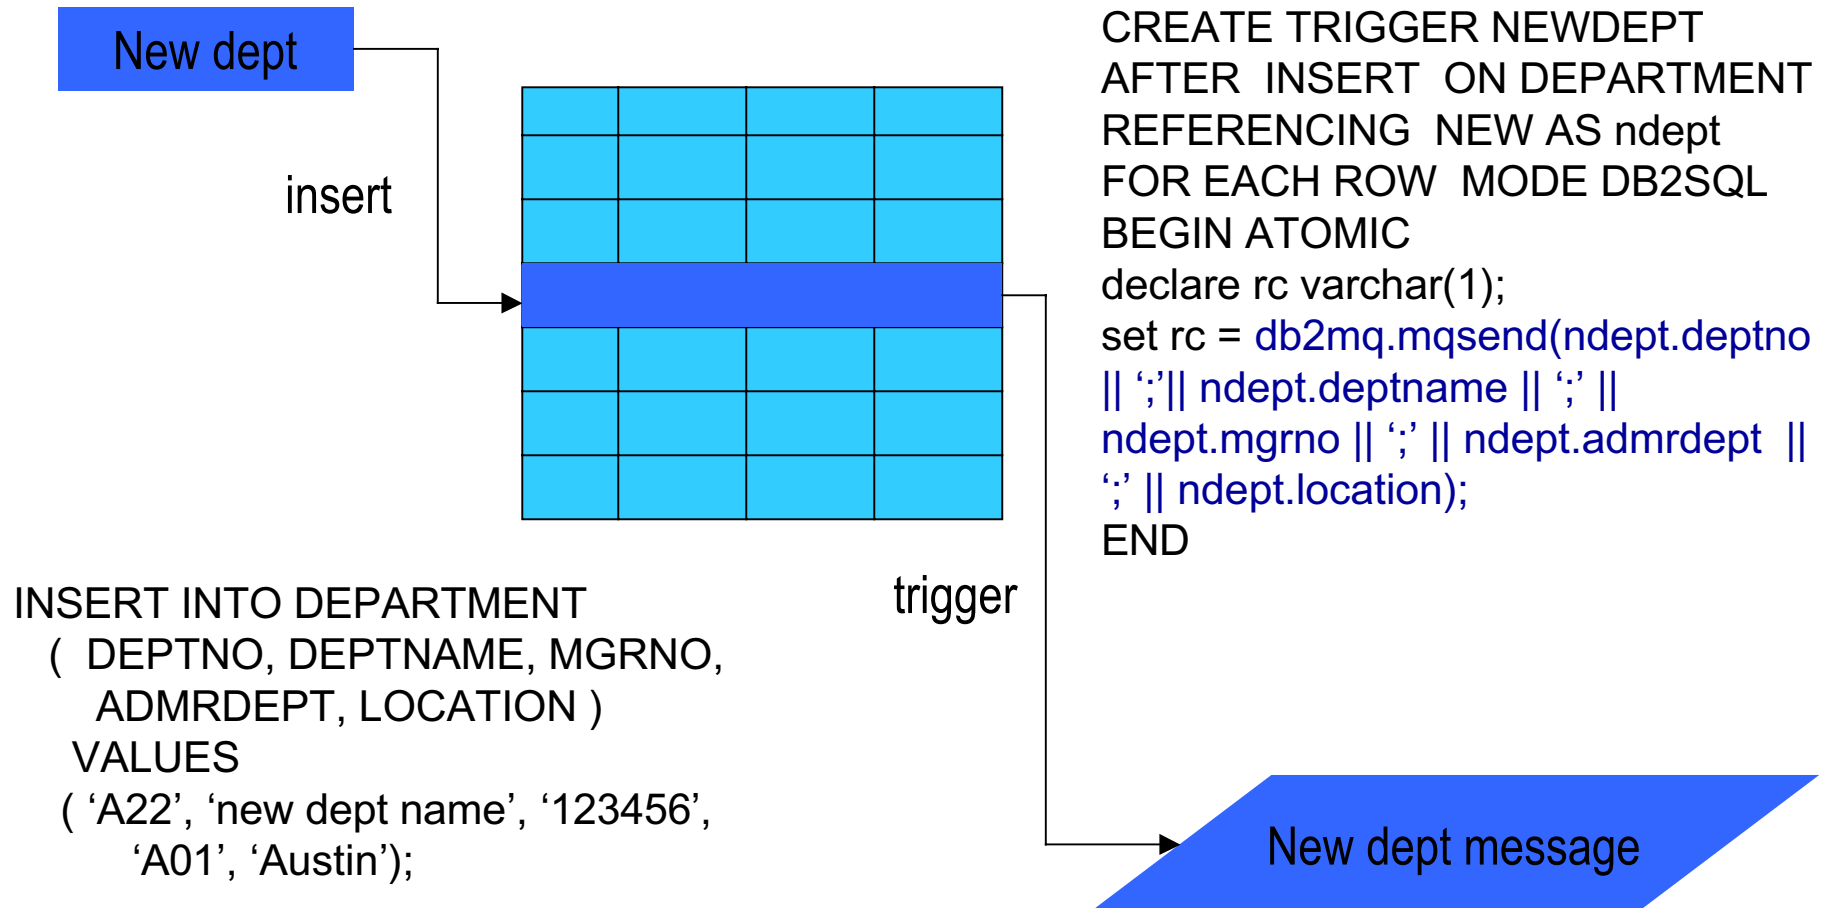 New dept
insert
CREATE TRIGGER NEWDEPT
AFTER INSERT ON DEPARTMENT
REFERENCING NEW AS ndept
FOR EACH ROW MODE DB2SQL
BEGIN ATOMIC
declare rc varchar(1);
set rc = db2mq.mqsend(ndept.deptno
|| ‘;’|| ndept.deptname || ‘;’ ||
ndept.mgrno || ‘;’ || ndept.admrdept ||
‘;’ || ndept.location);
END
trigger
INSERT INTO DEPARTMENT
( DEPTNO, DEPTNAME, MGRNO,
ADMRDEPT, LOCATION )
VALUES
( ‘A22’, ‘new dept name’, ‘123456’,
‘A01’, ‘Austin’);
New dept message